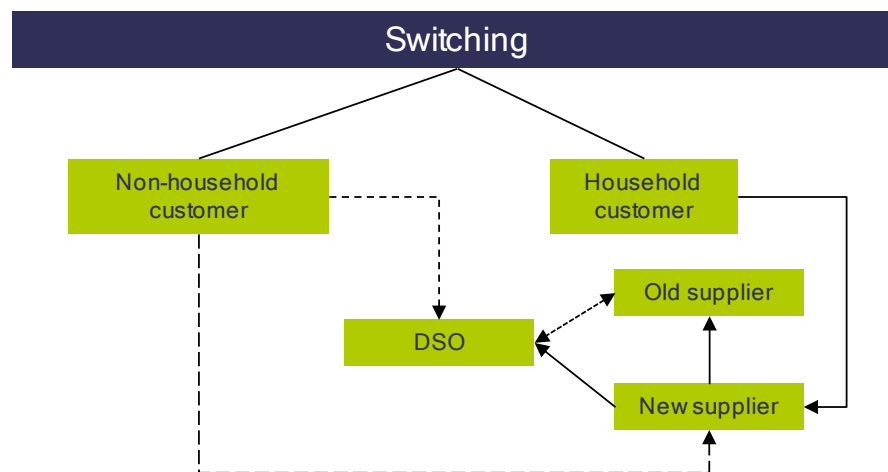 Switching
Non-household
customer
Household
customer
Old supplier
DSO
New supplier